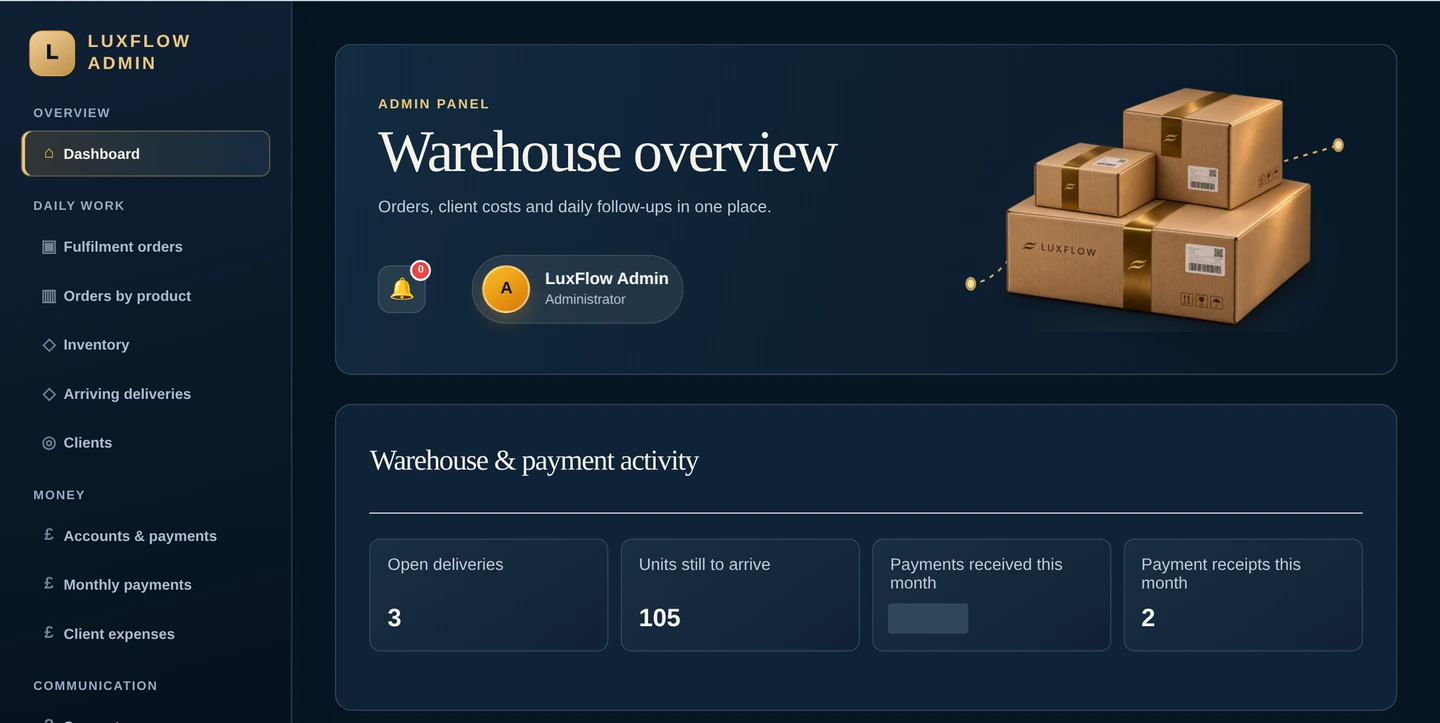 L
LUXFLOW
ADMIN
OVERVIEW
Dashboard
DAILY WORK
Fulfilment orders
Orders by product
Inventory
Arriving deliveries
Clients
MONEY
£ Accounts & payments
£ Monthly payments
£ Client expenses
COMMUNICATION
ADMIN PANEL
Warehouse overview
Orders, client costs and daily follow-ups in one place.
0
A
LuxFlow Admin
Administrator
LUXFLOW
Warehouse & payment activity
Open deliveries
3
Units still to arrive
105
Payments received this
month
Payment receipts this
month
2